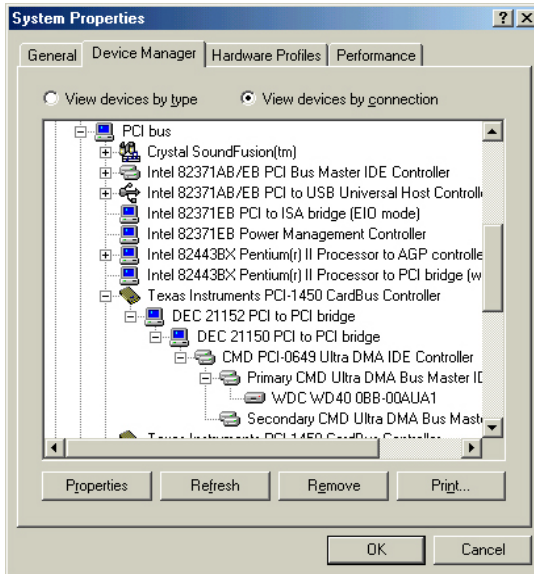 System Properties
General Device Manager Hardware Profiles Performance
View devices by type View devices by connection
PCI bus
Crystal SoundFusion(tm)
Intel 82371AB/EB PCI Bus Master IDE Controller
Intel 82371AB/EB PCI to USB Universal Host Controll
Intel 82371EB PCI to ISA bridge (EIO mode)
Intel 82371EB Power Management Controller
Intel 82443BX Pentium(r) II Processor to AGP controlle
Intel 82443BX Pentium(r) II Processor to PCI bridge (w
Texas Instruments PCI-1450 CardBus Controller
DEC 21152 PCI to PCI bridge
DEC 21150 PCI to PCI bridge
CMD PCI-0649 Ultra DMA IDE Controller
Primary CMD Ultra DMA Bus Master ID
WDC WD40 0BB-00AUA1
Secondary CMD Ultra DMA Bus Maste
Texas Instruments PCI-1450 CardBus Controller
Properties Refresh Remove Print...
OK Cancel